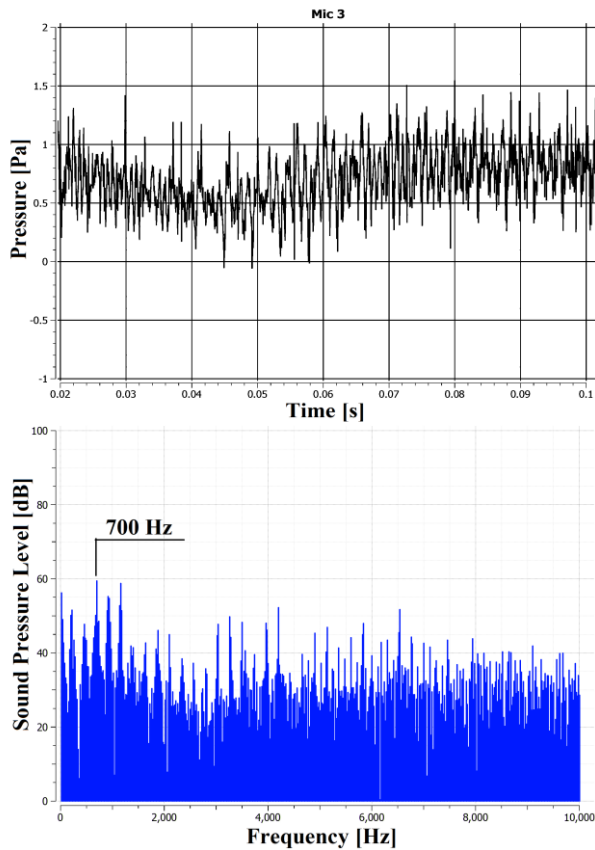 Mic 3
2
1.5
1
0.5
0
-0.5
-1
Pressure [Pa]
0.02 0.03 0.04 0.05 0.06 0.07 0.08 0.09 0.1
Time [s]
100
80
60
40
20
0
Sound Pressure Level [dB]
700 Hz
0 2,000 4,000 6,000 8,000 10,000
Frequency [Hz]